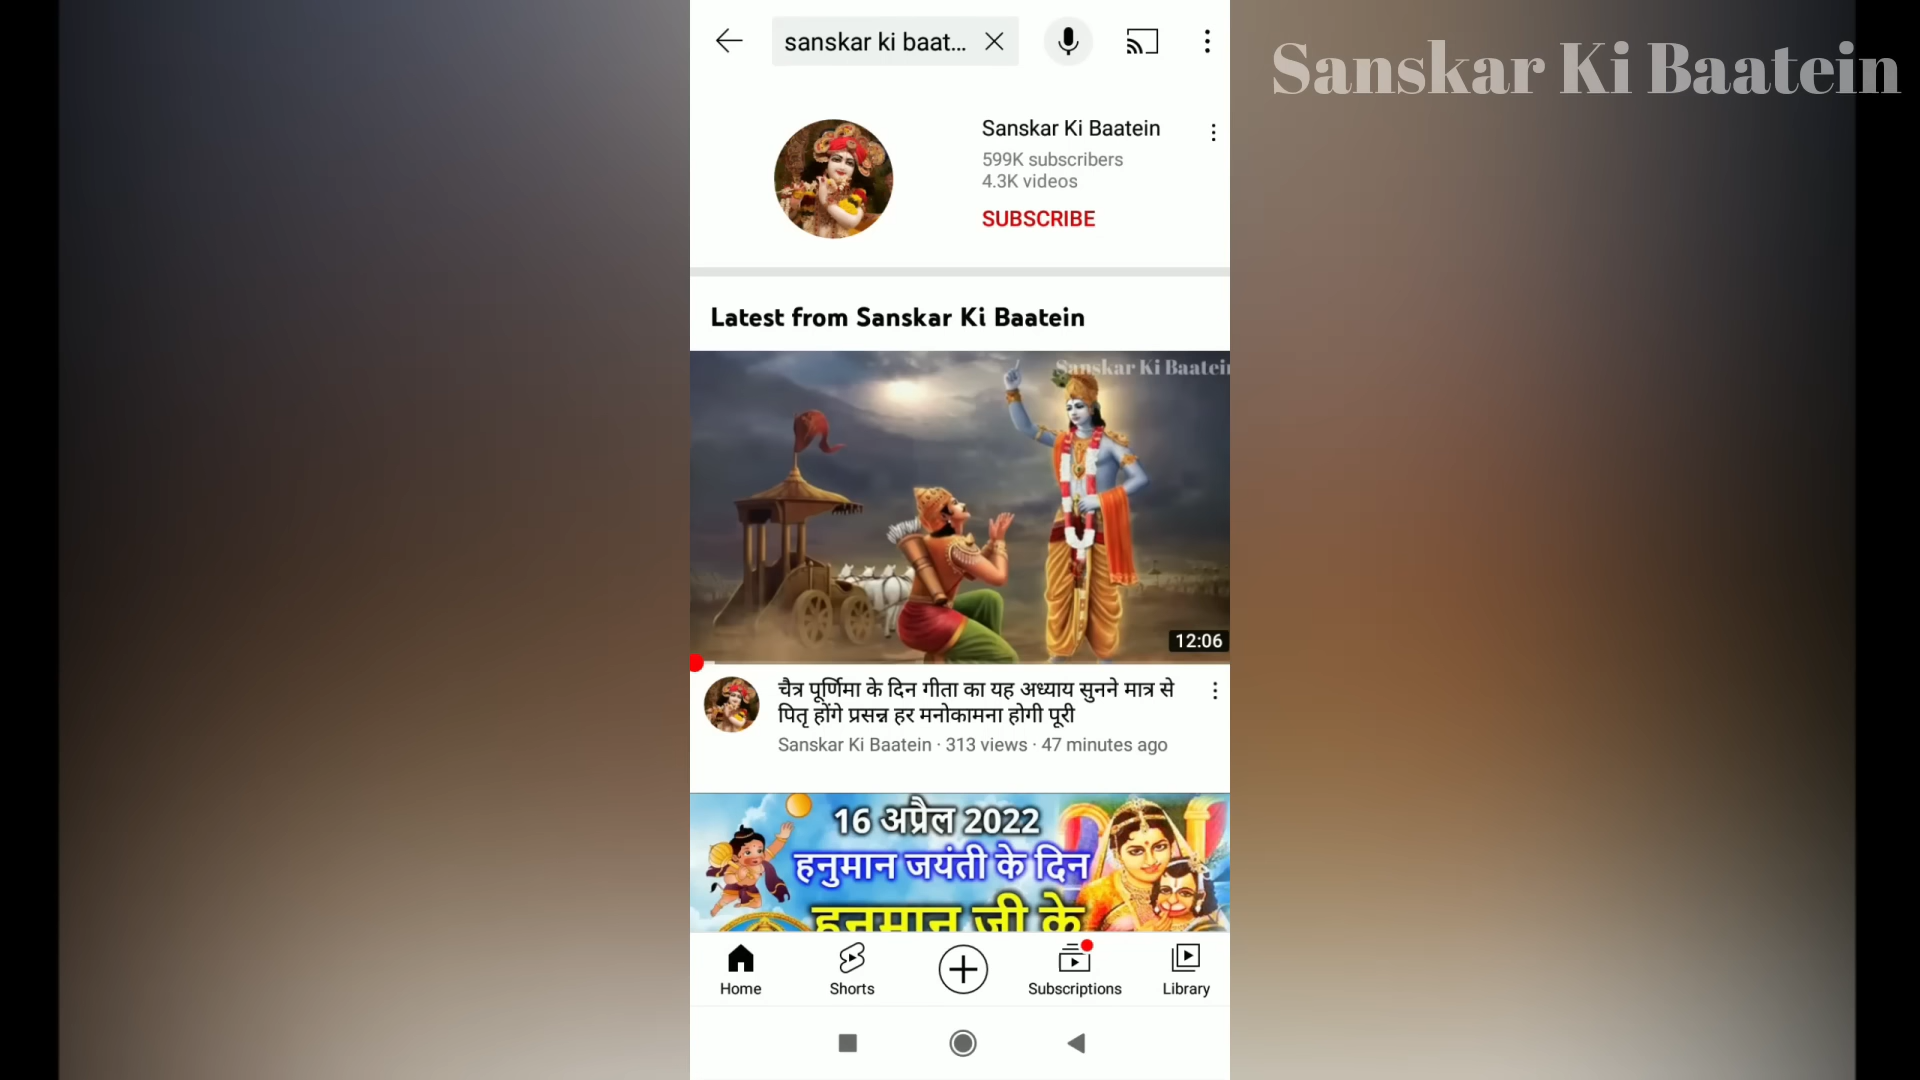 sanskar ki baat...
Sanskar Ki Baatein
Sanskar Ki Baatein
599K subscribers
4.3K videos
SUBSCRIBE
Latest from Sanskar Ki Baatein
Sanskar Ki Baatein
12:06
चैत्र पूर्णिमा के दिन गीता का यह अध्याय सुनने मात्र से
पितृ होंगे प्रसन्न हर मनोकामना होगी पूरी
Sanskar Ki Baatein · 313 views · 47 minutes ago
16 अप्रैल 2022
हनुमान जयंती के दिन
हनुमान जी के
Home
Shorts
Subscriptions
Library